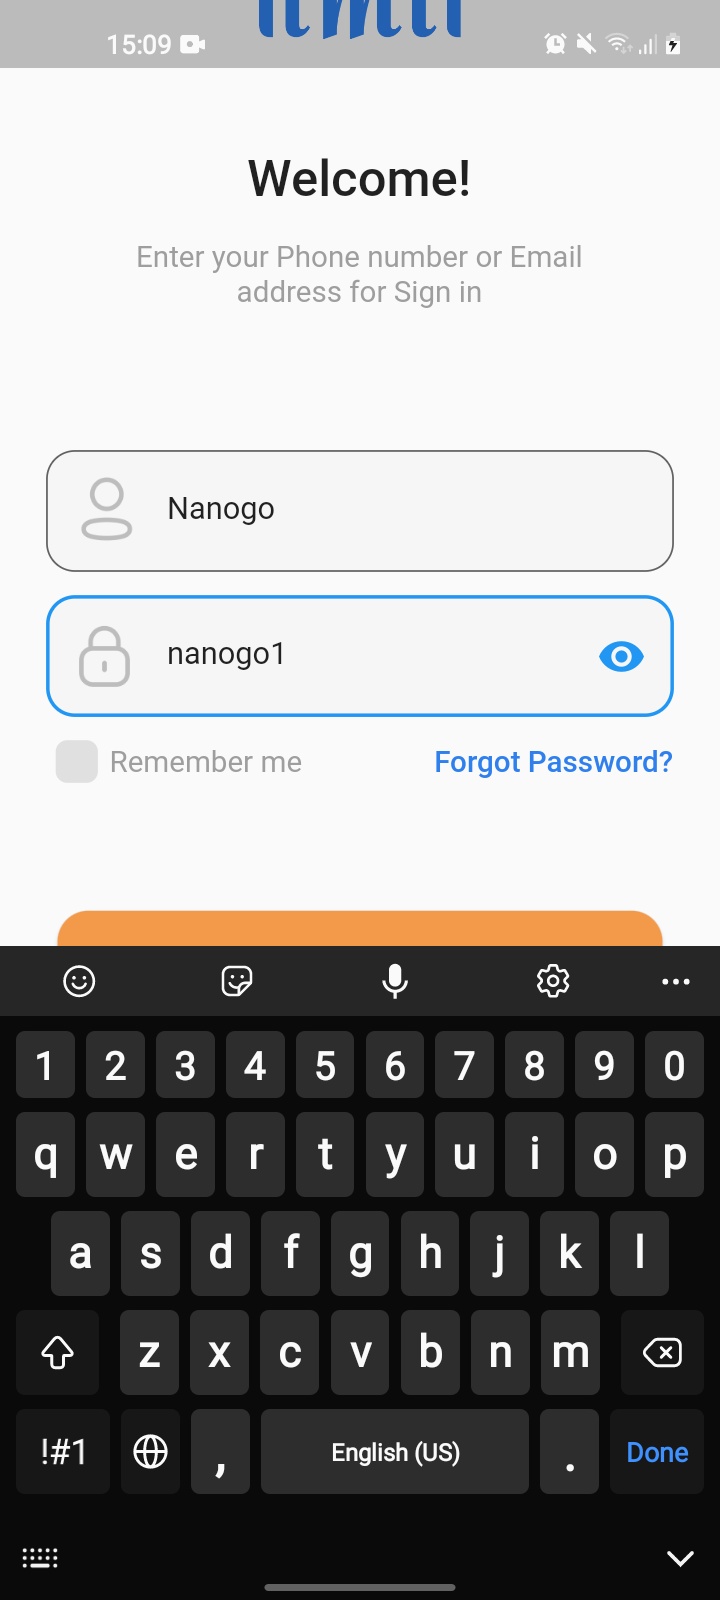 15:09
Welcome!
Enter your Phone number or Email
address for Sign in
Nanogo
nanogo1
Remember me
Forgot Password?
1 2 3 4 5 6 7 8 9 0
q w e r t y u i o p
a s d f g h j k l
z x c v b n m
!#1 , English (US) . Done